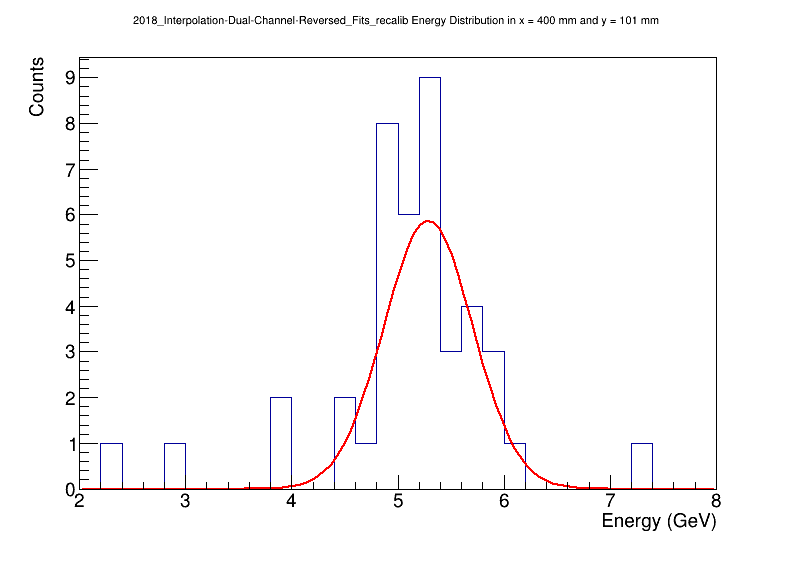 2018_Interpolation-Dual-Channel-Reversed_Fits_recalib Energy Distribution in x = 400 mm and y = 101 mm
Counts
9
8
7
6
5
4
3
2
1
0
2 3 4 5 6 7 8
Energy (GeV)